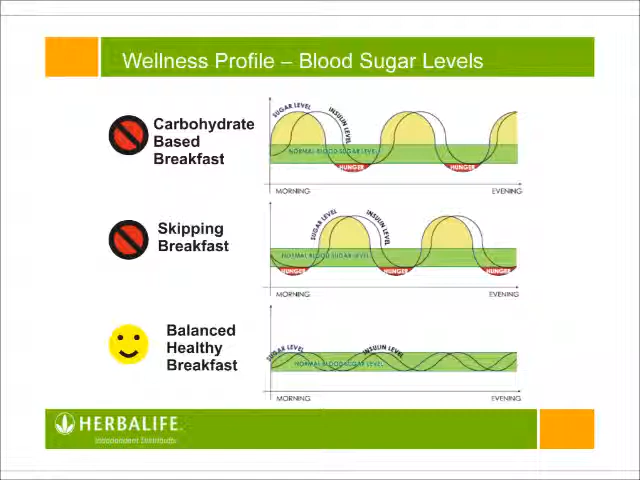 Wellness Profile – Blood Sugar Levels
Carbohydrate
Based
Breakfast
SUGAR LEVEL
INSULIN LEVEL
NORMAL BLOOD SUGAR LEVEL
HUNGER
HUNGER
MORNING
EVENING
Skipping
Breakfast
SUGAR LEVEL
INSULIN LEVEL
NORMAL BLOOD SUGAR LEVEL
HUNGER
HUNGER
HUNGER
MORNING
EVENING
Balanced
Healthy
Breakfast
SUGAR LEVEL
INSULIN LEVEL
NORMAL BLOOD SUGAR LEVEL
MORNING
EVENING
HERBALIFE
Independent Distributor